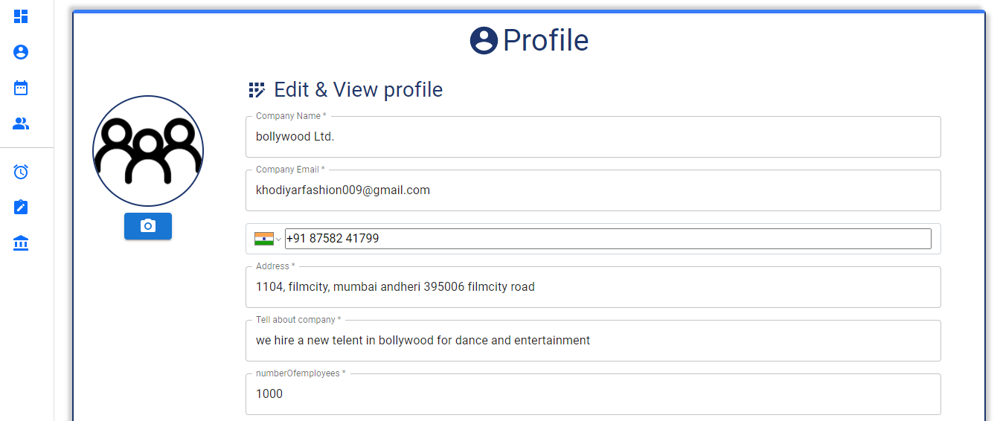 Profile
Edit & View profile
Company Name *
bollywood Ltd.
Company Email *
khodiyarfashion009@gmail.com
+91 87582 41799
Address *
1104, filmcity, mumbai andheri 395006 filmcity road
Tell about company *
we hire a new telent in bollywood for dance and entertainment
numberOfemployees *
1000